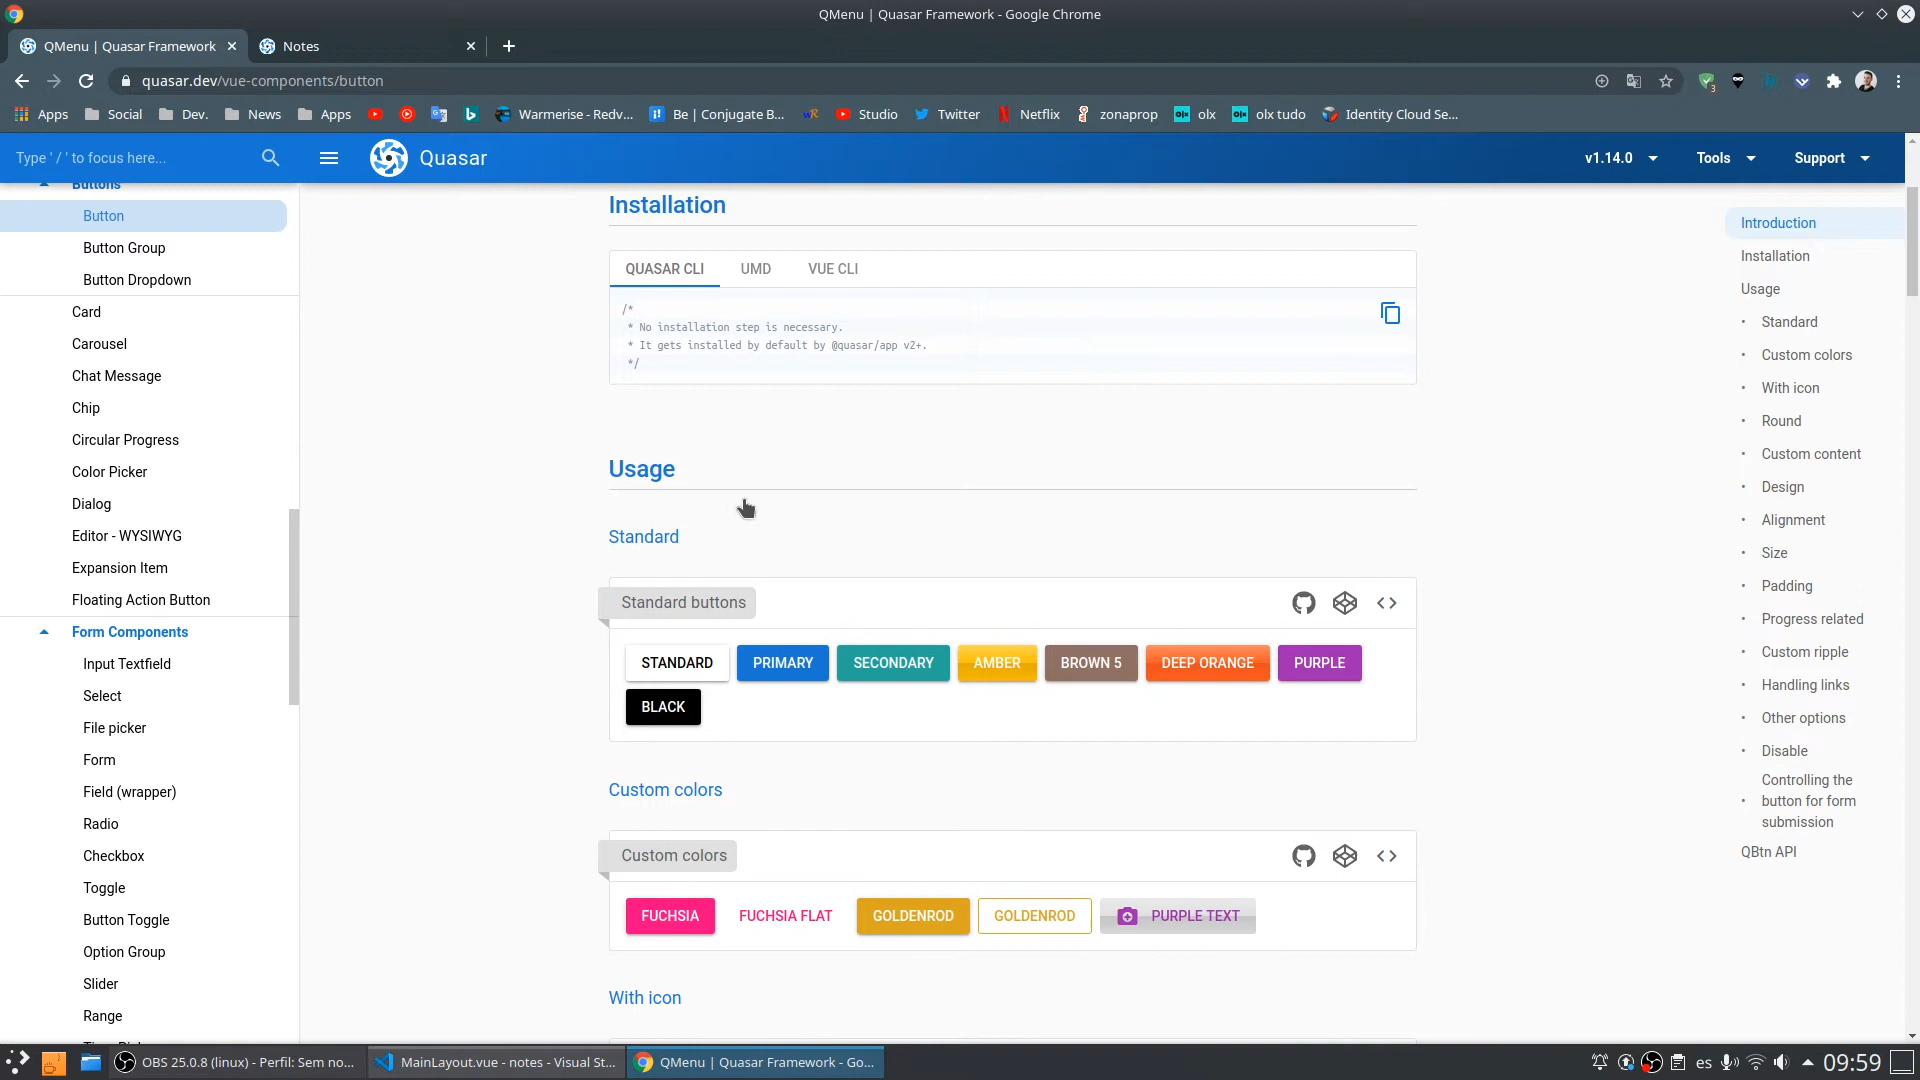 QMenu | Quasar Framework - Google Chrome
QMenu | Quasar Framework
Notes
quasar.dev/vue-components/button
3
Apps
Social
Dev.
News
Apps
Warmerise - Redv...
Be | Conjugate B...
wR
Studio
Twitter
Netflix
zonaprop
olx
olx tudo
Identity Cloud Se...
Type ' / ' to focus here...
Quasar
v1.14.0
Tools
Support
Buttons
Button
Button Group
Button Dropdown
Card
Carousel
Chat Message
Chip
Circular Progress
Color Picker
Dialog
Editor - WYSIWYG
Expansion Item
Floating Action Button
Form Components
Input Textfield
Select
File picker
Form
Field (wrapper)
Radio
Checkbox
Toggle
Button Toggle
Option Group
Slider
Range
Installation
QUASAR CLI
UMD
VUE CLI
/*
* No installation step is necessary.
* It gets installed by default by @quasar/app v2+.
*/
Usage
Standard
Standard buttons
STANDARD
PRIMARY
SECONDARY
AMBER
BROWN 5
DEEP ORANGE
PURPLE
BLACK
Custom colors
Custom colors
FUCHSIA
FUCHSIA FLAT
GOLDENROD
GOLDENROD
PURPLE TEXT
With icon
Introduction
Installation
Usage
• Standard
• Custom colors
• With icon
• Round
• Custom content
• Design
• Alignment
• Size
• Padding
• Progress related
• Custom ripple
• Handling links
• Other options
• Disable
• Controlling the
button for form
submission
QBtn API
OBS 25.0.8 (linux) - Perfil: Sem no...
MainLayout.vue - notes - Visual St...
QMenu | Quasar Framework - Go...
es
09:59